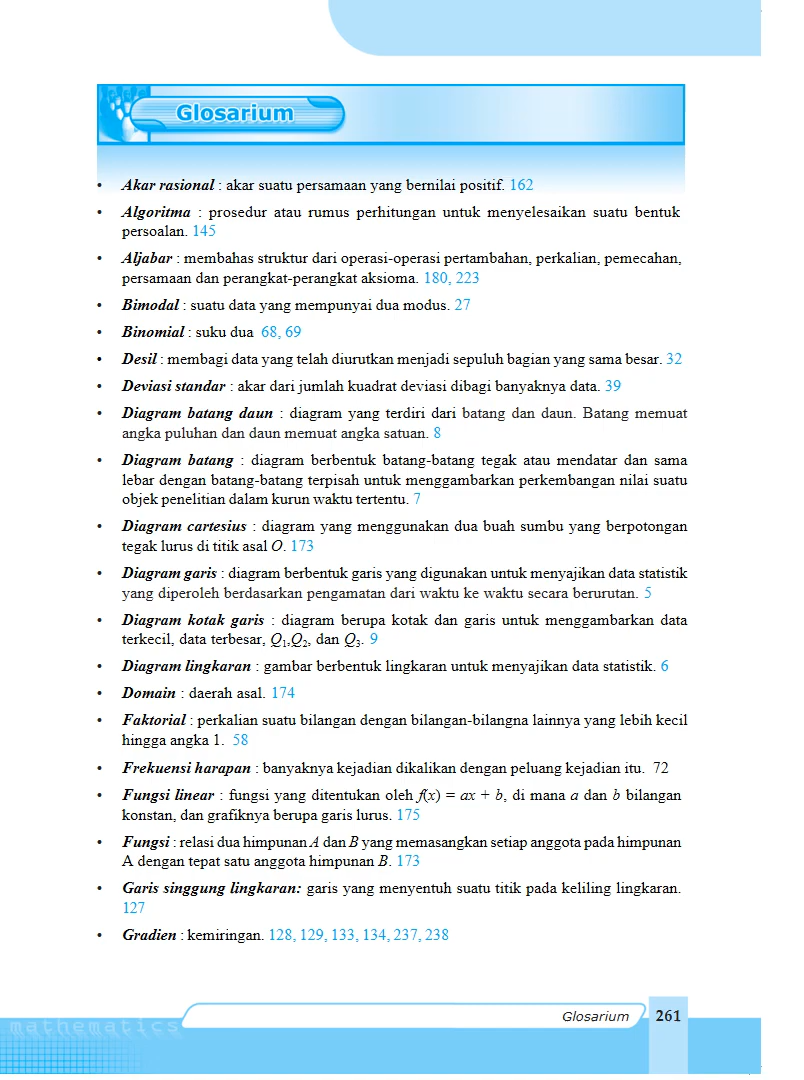 Glosarium
• Akar rasional : akar suatu persamaan yang bernilai positif. 162
• Algoritma : prosedur atau rumus perhitungan untuk menyelesaikan suatu bentuk
persoalan. 145
• Aljabar : membahas struktur dari operasi-operasi pertambahan, perkalian, pemecahan,
persamaan dan perangkat-perangkat aksioma. 180, 223
• Bimodal : suatu data yang mempunyai dua modus. 27
• Binomial : suku dua 68, 69
• Desil : membagi data yang telah diurutkan menjadi sepuluh bagian yang sama besar. 32
• Deviasi standar : akar dari jumlah kuadrat deviasi dibagi banyaknya data. 39
• Diagram batang daun : diagram yang terdiri dari batang dan daun. Batang memuat
angka puluhan dan daun memuat angka satuan. 8
• Diagram batang : diagram berbentuk batang-batang tegak atau mendatar dan sama
lebar dengan batang-batang terpisah untuk menggambarkan perkembangan nilai suatu
objek penelitian dalam kurun waktu tertentu. 7
• Diagram cartesius : diagram yang menggunakan dua buah sumbu yang berpotongan
tegak lurus di titik asal O. 173
• Diagram garis : diagram berbentuk garis yang digunakan untuk menyajikan data statistik
yang diperoleh berdasarkan pengamatan dari waktu ke waktu secara berurutan. 5
• Diagram kotak garis : diagram berupa kotak dan garis untuk menggambarkan data
terkecil, data terbesar, Q₁,Q₂, dan Q₃. 9
• Diagram lingkaran : gambar berbentuk lingkaran untuk menyajikan data statistik. 6
• Domain : daerah asal. 174
• Faktorial : perkalian suatu bilangan dengan bilangan-bilangna lainnya yang lebih kecil
hingga angka 1. 58
• Frekuensi harapan : banyaknya kejadian dikalikan dengan peluang kejadian itu. 72
• Fungsi linear : fungsi yang ditentukan oleh f(x) = ax + b, di mana a dan b bilangan
konstan, dan grafiknya berupa garis lurus. 175
• Fungsi : relasi dua himpunan A dan B yang memasangkan setiap anggota pada himpunan
A dengan tepat satu anggota himpunan B. 173
• Garis singgung lingkaran: garis yang menyentuh suatu titik pada keliling lingkaran.
127
• Gradien : kemiringan. 128, 129, 133, 134, 237, 238
Glosarium 261
mathematics